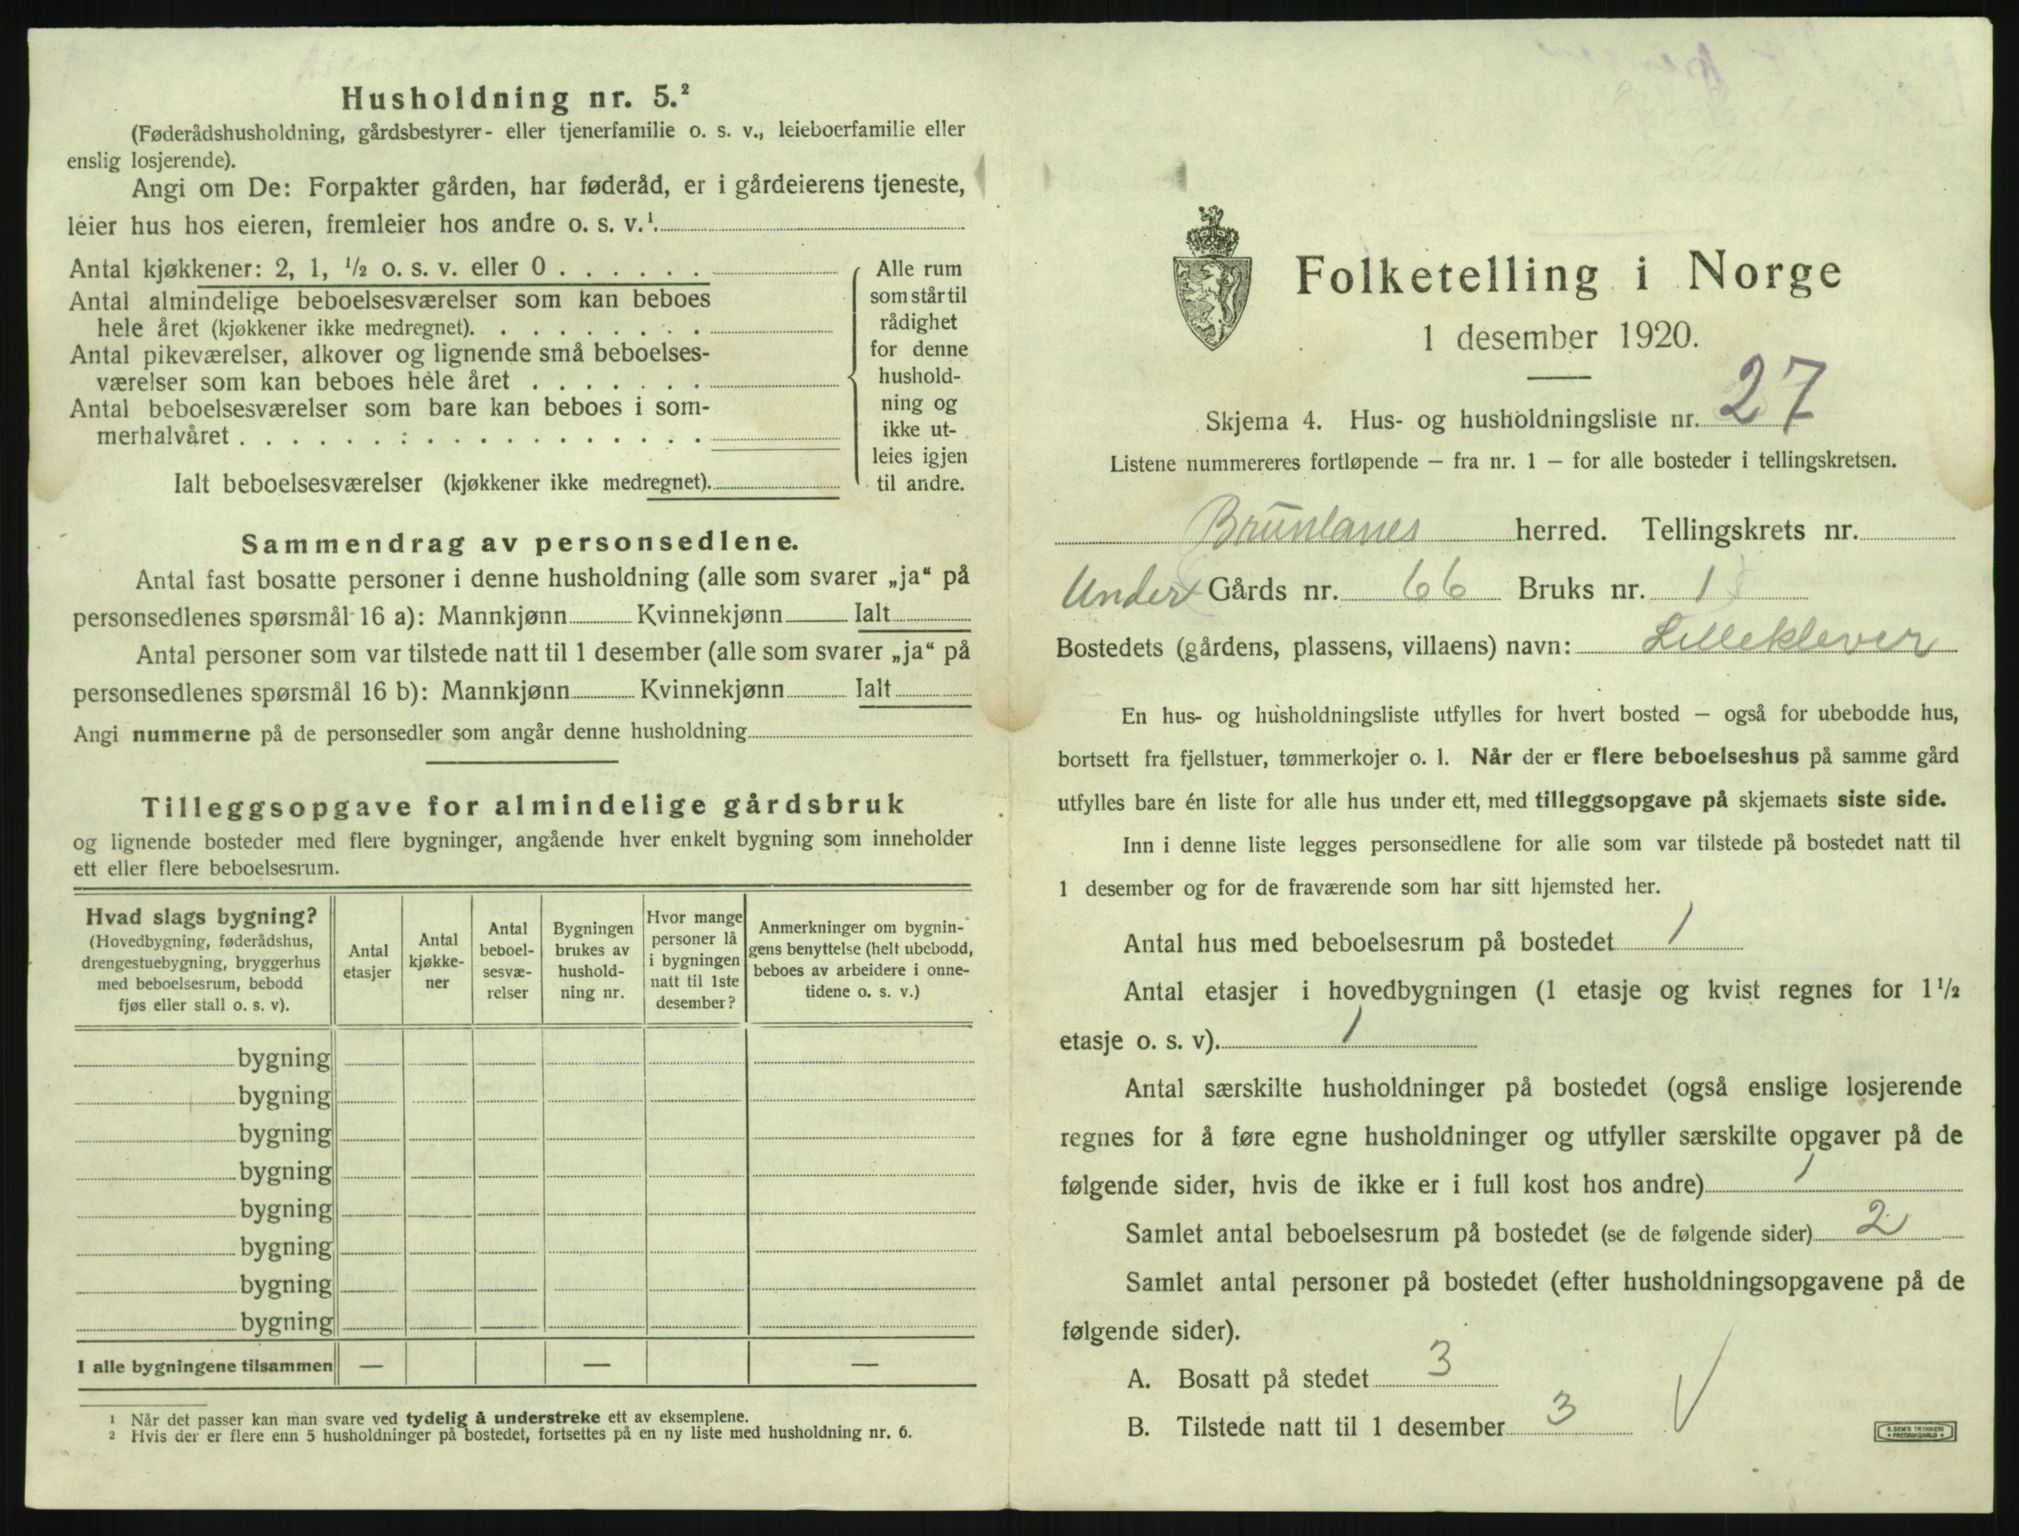 Husholdning nr. 5.²
(Føderådshusholdning, gårdsbestyrer- eller tjenerfamilie o. s. v., leieboerfamilie eller
enslig losjerende).
Angi om De: Forpakter gården, har føderåd, er i gårdeierens tjeneste,
leier hus hos eieren, fremleier hos andre o. s. v.¹.
Antal kjøkkener: 2, 1, ½ o. s. v. eller 0 . . . . . .
Antal almindelige beboelsesværelser som kan beboes
hele året (kjøkkener ikke medregnet). . . . . . . . .
Antal pikeværelser, alkover og lignende små beboelses-
værelser som kan beboes hele året . . . . . . .
Antal beboelsesværelser som bare kan beboes i som-
merhalvåret . . . . . . : . . . . . . . . . . .
Ialt beboelsesværelser (kjøkkener ikke medregnet).
Alle rum
som står til
rådighet
for denne
hushold-
ning og
ikke ut-
leies igjen
til andre.
Sammendrag av personsedlene.
Antal fast bosatte personer i denne husholdning (alle som svarer „ja“ på
personsedlenes spørsmål 16 a): Mannkjønn Kvinnekjønn Ialt
Antal personer som var tilstede natt til 1 desember (alle som svarer „ja“ på
personsedlenes spørsmål 16 b): Mannkjønn Kvinnekjønn Ialt
Angi nummerne på de personsedler som angår denne husholdning
Tilleggsopgave for almindelige gårdsbruk
og lignende bosteder med flere bygninger, angående hver enkelt bygning som inneholder
ett eller flere beboelsesrum.
Hvad slags bygning?
(Hovedbygning, føderådshus,
drengestuebygning, bryggerhus
med beboelsesrum, bebodd
fjøs eller stall o. s. v).
Antal
etasjer
Antal
kjøkke-
ner
Antal
beboel-
sesvæ-
relser
Bygningen
brukes av
hushold-
ning nr.
Hvor mange
personer lå
i bygningen
natt til 1ste
desember?
Anmerkninger om bygnin-
gens benyttelse (helt ubebodd,
beboes av arbeidere i onne-
tidene o. s. v.)
bygning
bygning
bygning
bygning
bygning
bygning
bygning
bygning
I alle bygningene tilsammen — — —
¹ Når det passer kan man svare ved tydelig å understreke ett av eksemplene.
² Hvis der er flere enn 5 husholdninger på bostedet, fortsettes på en ny liste med husholdning nr. 6.
Folketelling i Norge
1 desember 1920.
Skjema 4. Hus- og husholdningsliste nr. 27
Listene nummereres fortløpende – fra nr. 1 – for alle bosteder i tellingskretsen.
Brunlanes herred. Tellingskrets nr.
Under Gårds nr. 66 Bruks nr. 1
Bostedets (gårdens, plassens, villaens) navn: Lilleklever
En hus- og husholdningsliste utfylles for hvert bosted – også for ubebodde hus,
bortsett fra fjellstuer, tømmerkojer o. l. Når der er flere beboelseshus på samme gård
utfylles bare én liste for alle hus under ett, med tilleggsopgave på skjemaets siste side.
Inn i denne liste legges personsedlene for alle som var tilstede på bostedet natt til
1 desember og for de fraværende som har sitt hjemsted her.
Antal hus med beboelsesrum på bostedet 1
Antal etasjer i hovedbygningen (1 etasje og kvist regnes for 1½
etasje o. s. v). 1
Antal særskilte husholdninger på bostedet (også enslige losjerende
regnes for å føre egne husholdninger og utfyller særskilte opgaver på de
følgende sider, hvis de ikke er i full kost hos andre) 1
Samlet antal beboelsesrum på bostedet (se de følgende sider) 2
Samlet antal personer på bostedet (efter husholdningsopgavene på de
følgende sider).
A. Bosatt på stedet 3
B. Tilstede natt til 1 desember 3
E. SEM'S TRYKKERI
FREDRIKSHALD